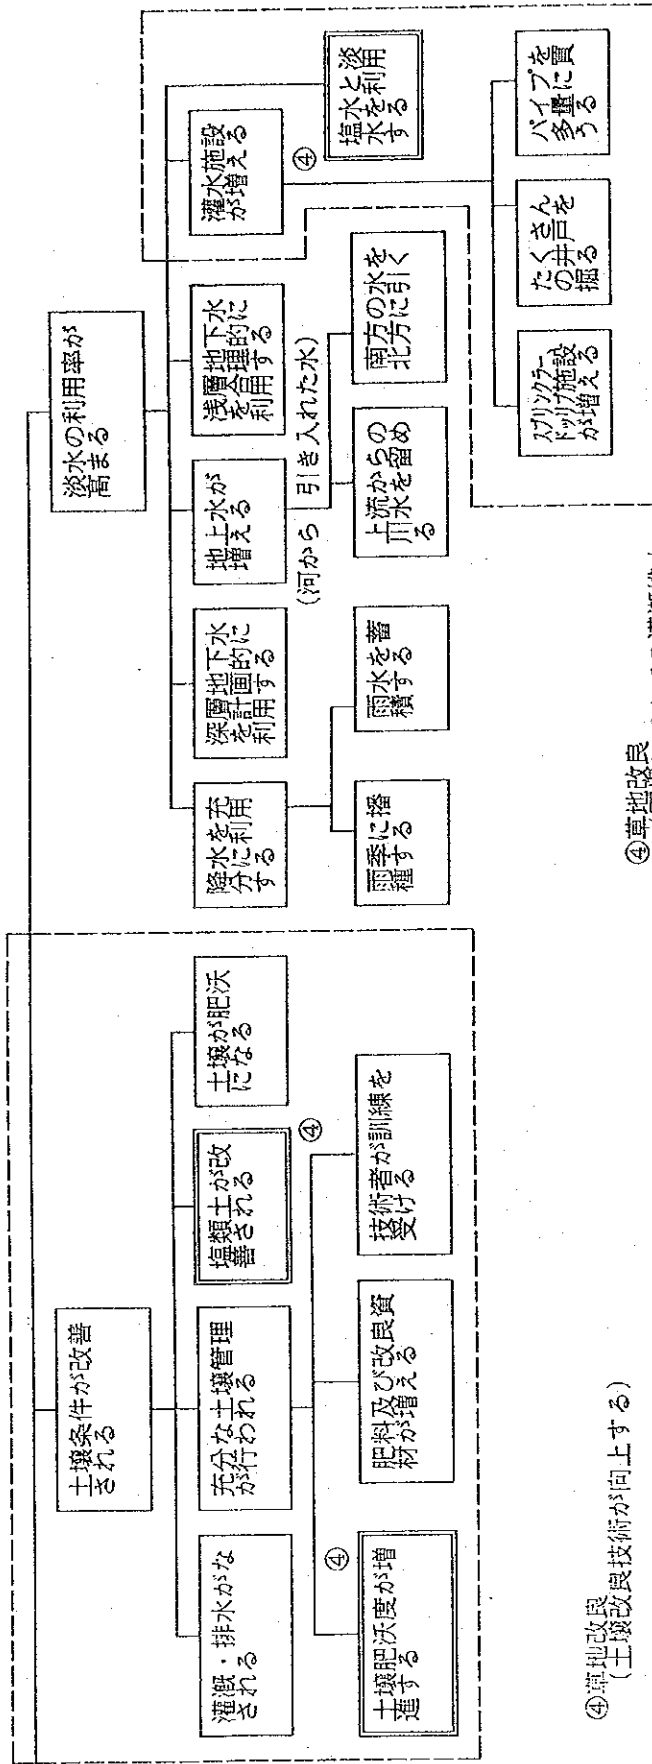 土壌条件が改善
される
灌漑・排水がな
される
充分な土壌管理
が行われる
塩類土が改
善される
土壌が肥沃
になる
④
④
土壌肥沃度が増
進する
肥料及び改良資
材が増える
技術者が訓練を
受ける
④草地改良
(土壌改良技術が向上する)
淡水の利用率が
高まる
降水を充
分に利用
する
深層地下水
を計画的に
利用する
地上水が
増える
浅層地下水
を合理的に
利用する
灌水施設
が増える
塩水と淡
水を利用
す る
④
(河から 引き入れた水)
雨季に播
種する
雨水を蓄
積する
上流からの
川水を留め
る
南方の水を
北方に引く
スプリンクラー
ドリップ施設
が増える
たくさん
の井戸を
掘る
パイプを
多量に買
うる
④草地改良